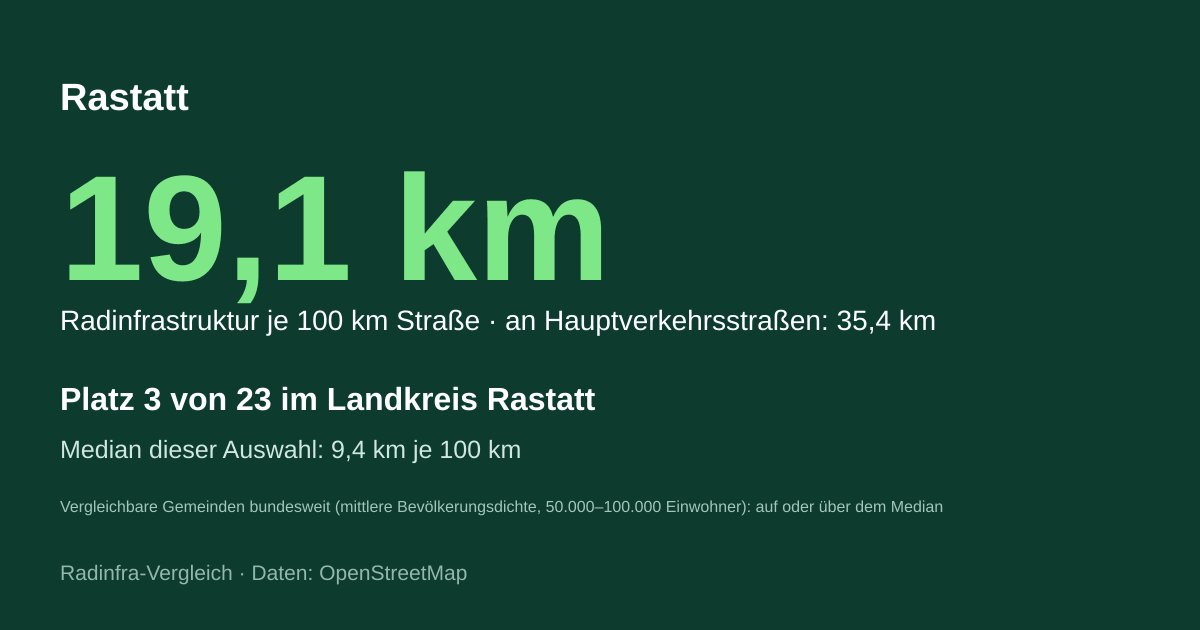 Rastatt
19,1 km
Radinfrastruktur je 100 km Straße · an Hauptverkehrsstraßen: 35,4 km
Platz 3 von 23 im Landkreis Rastatt
Median dieser Auswahl: 9,4 km je 100 km
Vergleichbare Gemeinden bundesweit (mittlere Bevölkerungsdichte, 50.000–100.000 Einwohner): auf oder über dem Median
Radinfra-Vergleich · Daten: OpenStreetMap